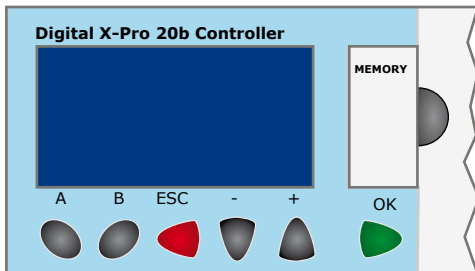 Digital X-Pro 20b Controller
MEMORY
A B ESC - + OK